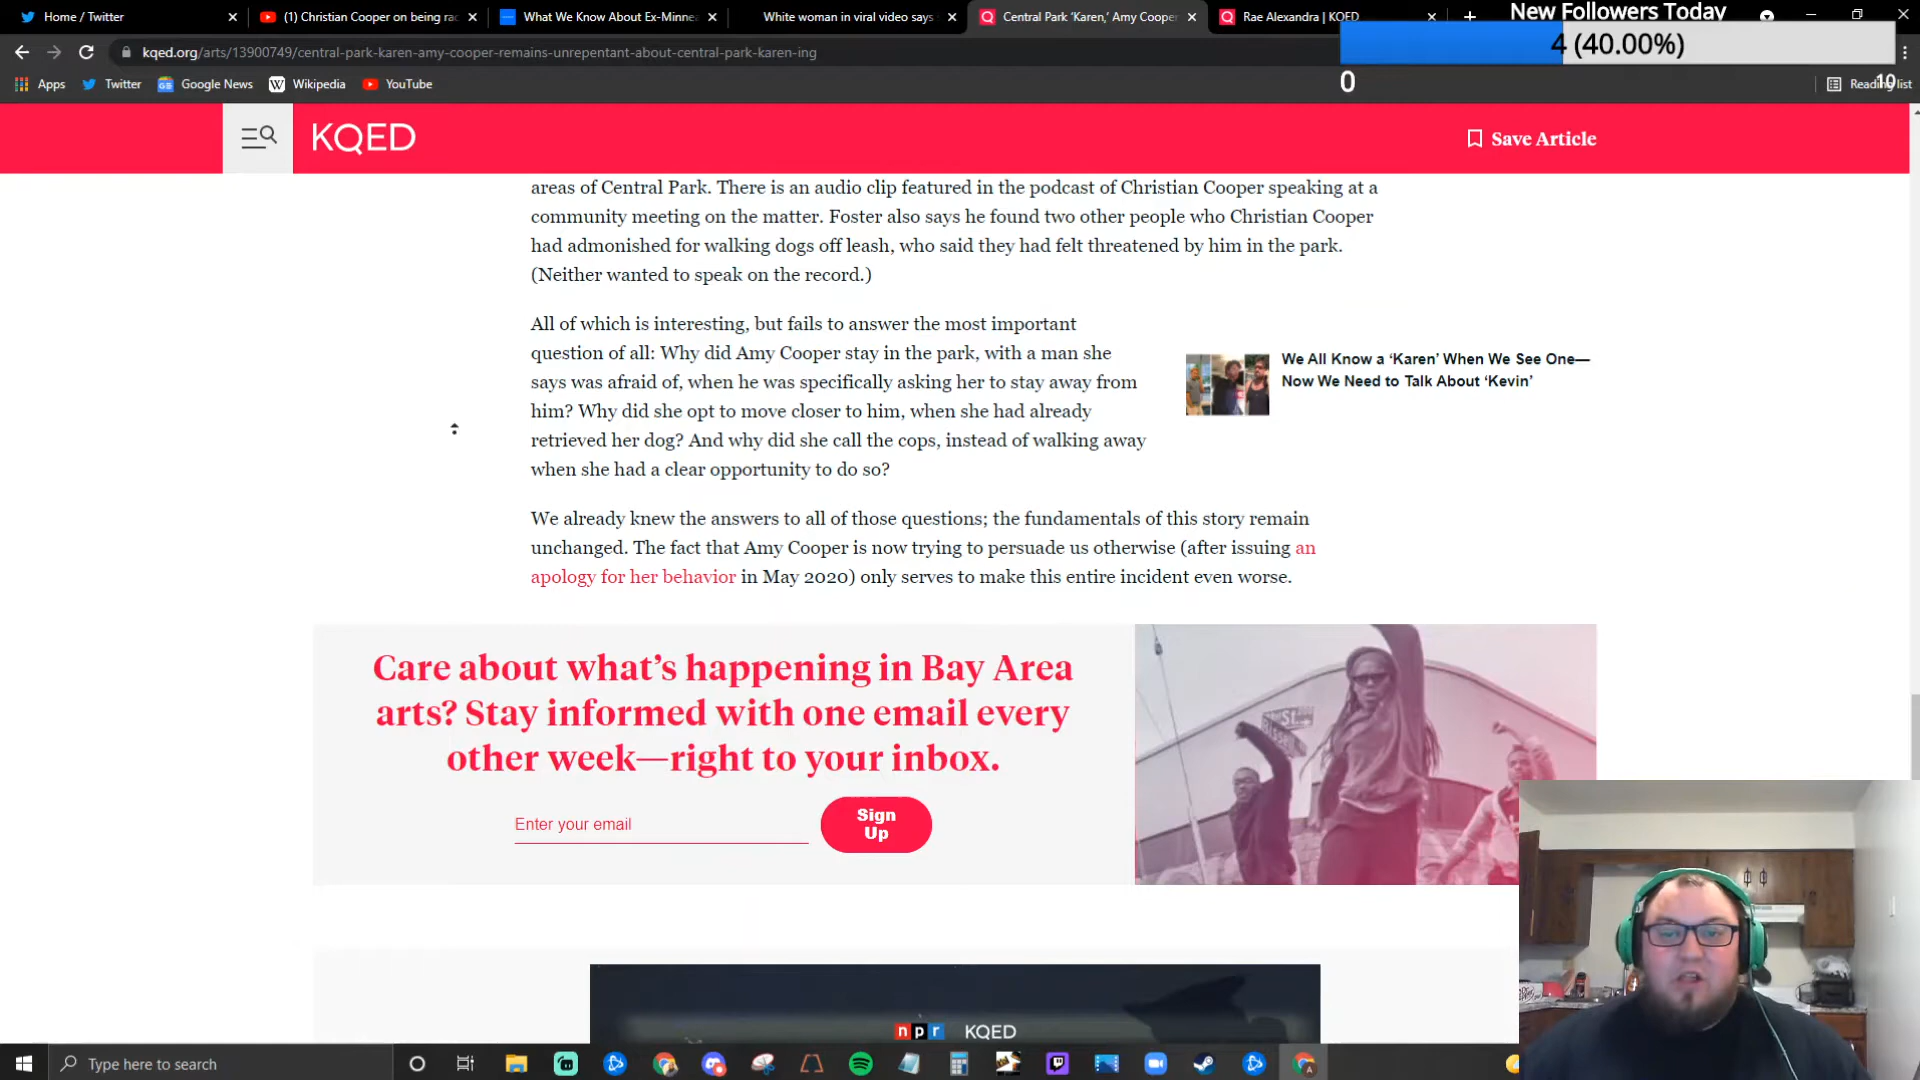 Home / Twitter
(1) Christian Cooper on being rac
What We Know About Ex-Minnea
White woman in viral video says
Central Park ‘Karen,’ Amy Cooper
Rae Alexandra | KQED
New Followers Today
4 (40.00%)
0
10
kqed.org/arts/13900749/central-park-karen-amy-cooper-remains-unrepentant-about-central-park-karen-ing
Apps
Twitter
Google News
Wikipedia
YouTube
Reading list
KQED
Save Article
areas of Central Park. There is an audio clip featured in the podcast of Christian Cooper speaking at a
community meeting on the matter. Foster also says he found two other people who Christian Cooper
had admonished for walking dogs off leash, who said they had felt threatened by him in the park.
(Neither wanted to speak on the record.)
All of which is interesting, but fails to answer the most important
question of all: Why did Amy Cooper stay in the park, with a man she
says was afraid of, when he was specifically asking her to stay away from
him? Why did she opt to move closer to him, when she had already
retrieved her dog? And why did she call the cops, instead of walking away
when she had a clear opportunity to do so?
We All Know a ‘Karen’ When We See One—
Now We Need to Talk About ‘Kevin’
We already knew the answers to all of those questions; the fundamentals of this story remain
unchanged. The fact that Amy Cooper is now trying to persuade us otherwise (after issuing an
apology for her behavior in May 2020) only serves to make this entire incident even worse.
Care about what’s happening in Bay Area
arts? Stay informed with one email every
other week—right to your inbox.
Enter your email
Sign
Up
npr KQED
Type here to search